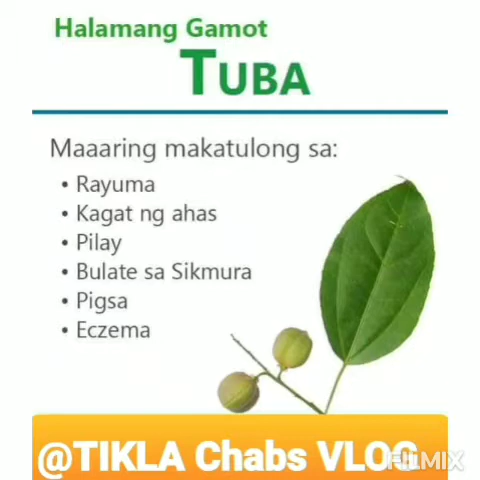 Halamang Gamot
TUBA
Maaaring makatulong sa:
• Rayuma
• Kagat ng ahas
• Pilay
• Bulate sa Sikmura
• Pigsa
• Eczema
@TIKLA Chabs VLOG
FILMIX